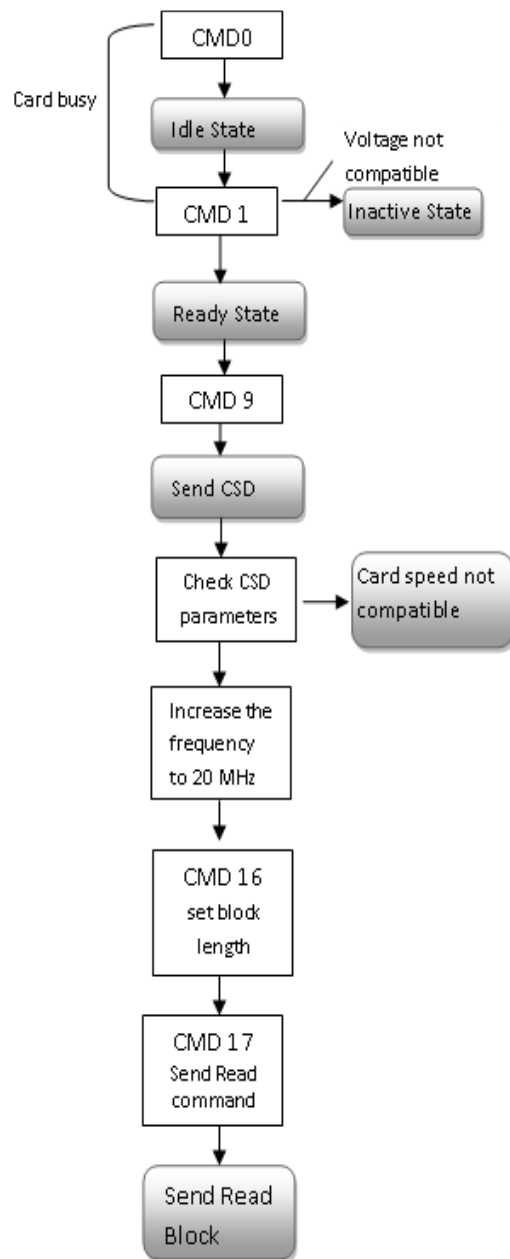 CMD0
Card busy
Idle State
Voltage not
compatible
CMD 1
Inactive State
Ready State
CMD 9
Send CSD
Check CSD
parameters
Card speed not
compatible
Increase the
frequency
to 20 MHz
CMD 16
set block
length
CMD 17
Send Read
command
Send Read
Block